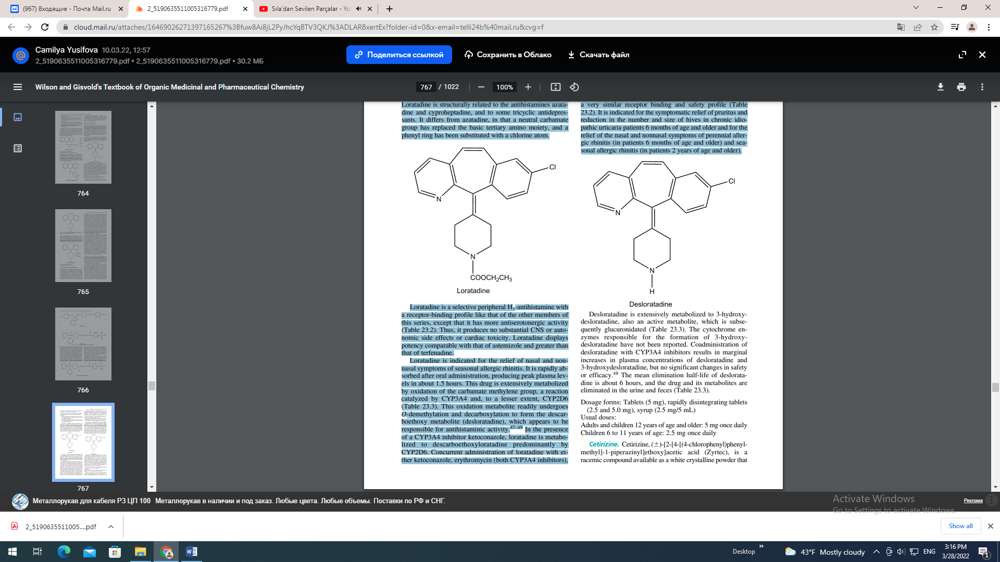 (967) Входящие - Почта Mail.ru
2_5190635511005316779.pdf
Sıla'dan Sevilen Parçalar - Yo
cloud.mail.ru/attaches/16469026271397165267%3Bfuw8Ai8jL2PyJhcYqBTV3QKJ%3ADLARBxertEx?folder-id=0&x-email=telli24b%40mail.ru&cvg=f
Camilya Yusifova 10.03.22, 12:57
2_5190635511005316779.pdf • 2_5190635511005316779.pdf • 30.2 МБ
Поделиться ссылкой
Сохранить в Облако
Скачать файл
Wilson and Gisvold's Textbook of Organic Medicinal and Pharmaceutical Chemistry
767 / 1022
100%
764
765
766
767
Loratadine is structurally related to the antihistamines azata-
dine and cyproheptadine, and to some tricyclic antidepres-
sants. It differs from azatadine, in that a neutral carbamate
group has replaced the basic tertiary amino moiety, and a
phenyl ring has been substituted with a chlorine atom.
Cl
N
N
COOCH2CH3
Loratadine
Loratadine is a selective peripheral H1-antihistamine with
a receptor-binding profile like that of the other members of
this series, except that it has more antiserotonergic activity
(Table 23.2). Thus, it produces no substantial CNS or auto-
nomic side effects or cardiac toxicity. Loratadine displays
potency comparable with that of astemizole and greater than
that of terfenadine.
Loratadine is indicated for the relief of nasal and non-
nasal symptoms of seasonal allergic rhinitis. It is rapidly ab-
sorbed after oral administration, producing peak plasma lev-
els in about 1.5 hours. This drug is extensively metabolized
by oxidation of the carbamate methylene group, a reaction
catalyzed by CYP3A4 and, to a lesser extent, CYP2D6
(Table 23.3). This oxidation metabolite readily undergoes
O-demethylation and decarboxylation to form the descar-
boethoxy metabolite (desloratadine), which appears to be
responsible for antihistaminic activity.47–49 In the presence
of a CYP3A4 inhibitor ketoconazole, loratadine is metabo-
lized to descarboethoxyloratadine predominantly by
CYP2D6. Concurrent administration of loratadine with ei-
ther ketoconazole, erythromycin (both CYP3A4 inhibitors),
a very similar receptor binding and safety profile (Table
23.2). It is indicated for the symptomatic relief of pruritus and
reduction in the number and size of hives in chronic idio-
pathic urticaria patients 6 months of age and older and for the
relief of the nasal and nonnasal symptoms of perennial aller-
gic rhinitis (in patients 6 months of age and older) and sea-
sonal allergic rhinitis (in patients 2 years of age and older).
Cl
N
N
H
Desloratadine
Desloratadine is extensively metabolized to 3-hydroxy-
desloratadine, also an active metabolite, which is subse-
quently glucuronidated (Table 23.3). The cytochrome en-
zymes responsible for the formation of 3-hydroxy-
desloratadine have not been reported. Coadministration of
desloratadine with CYP3A4 inhibitors results in marginal
increases in plasma concentrations of desloratadine and
3-hydroxydesloratadine, but no significant changes in safety
or efficacy.48 The mean elimination half-life of deslorata-
dine is about 6 hours, and the drug and its metabolites are
eliminated in the urine and feces (Table 23.3).
Dosage forms: Tablets (5 mg), rapidly disintegrating tablets
(2.5 and 5.0 mg), syrup (2.5 mg/5 mL)
Usual doses:
Adults and children 12 years of age and older: 5 mg once daily
Children 6 to 11 years of age: 2.5 mg once daily
Cetirizine. Cetirizine, (±)-[2-[4-[(4-chlorophenyl)phenyl-
methyl]-1-piperazinyl]ethoxy]acetic acid (Zyrtec), is a
racemic compound available as a white crystalline powder that
Металлорукав для кабеля РЗ ЦП 100 Металлорукав в наличии и под заказ. Любые цвета. Любые объемы. Поставки по РФ и СНГ.
Реклама
Activate Windows
Go to Settings to activate Windows.
2_5190635511005....pdf
Show all
Desktop
43°F Mostly cloudy
ENG
3:16 PM
3/28/2022
1